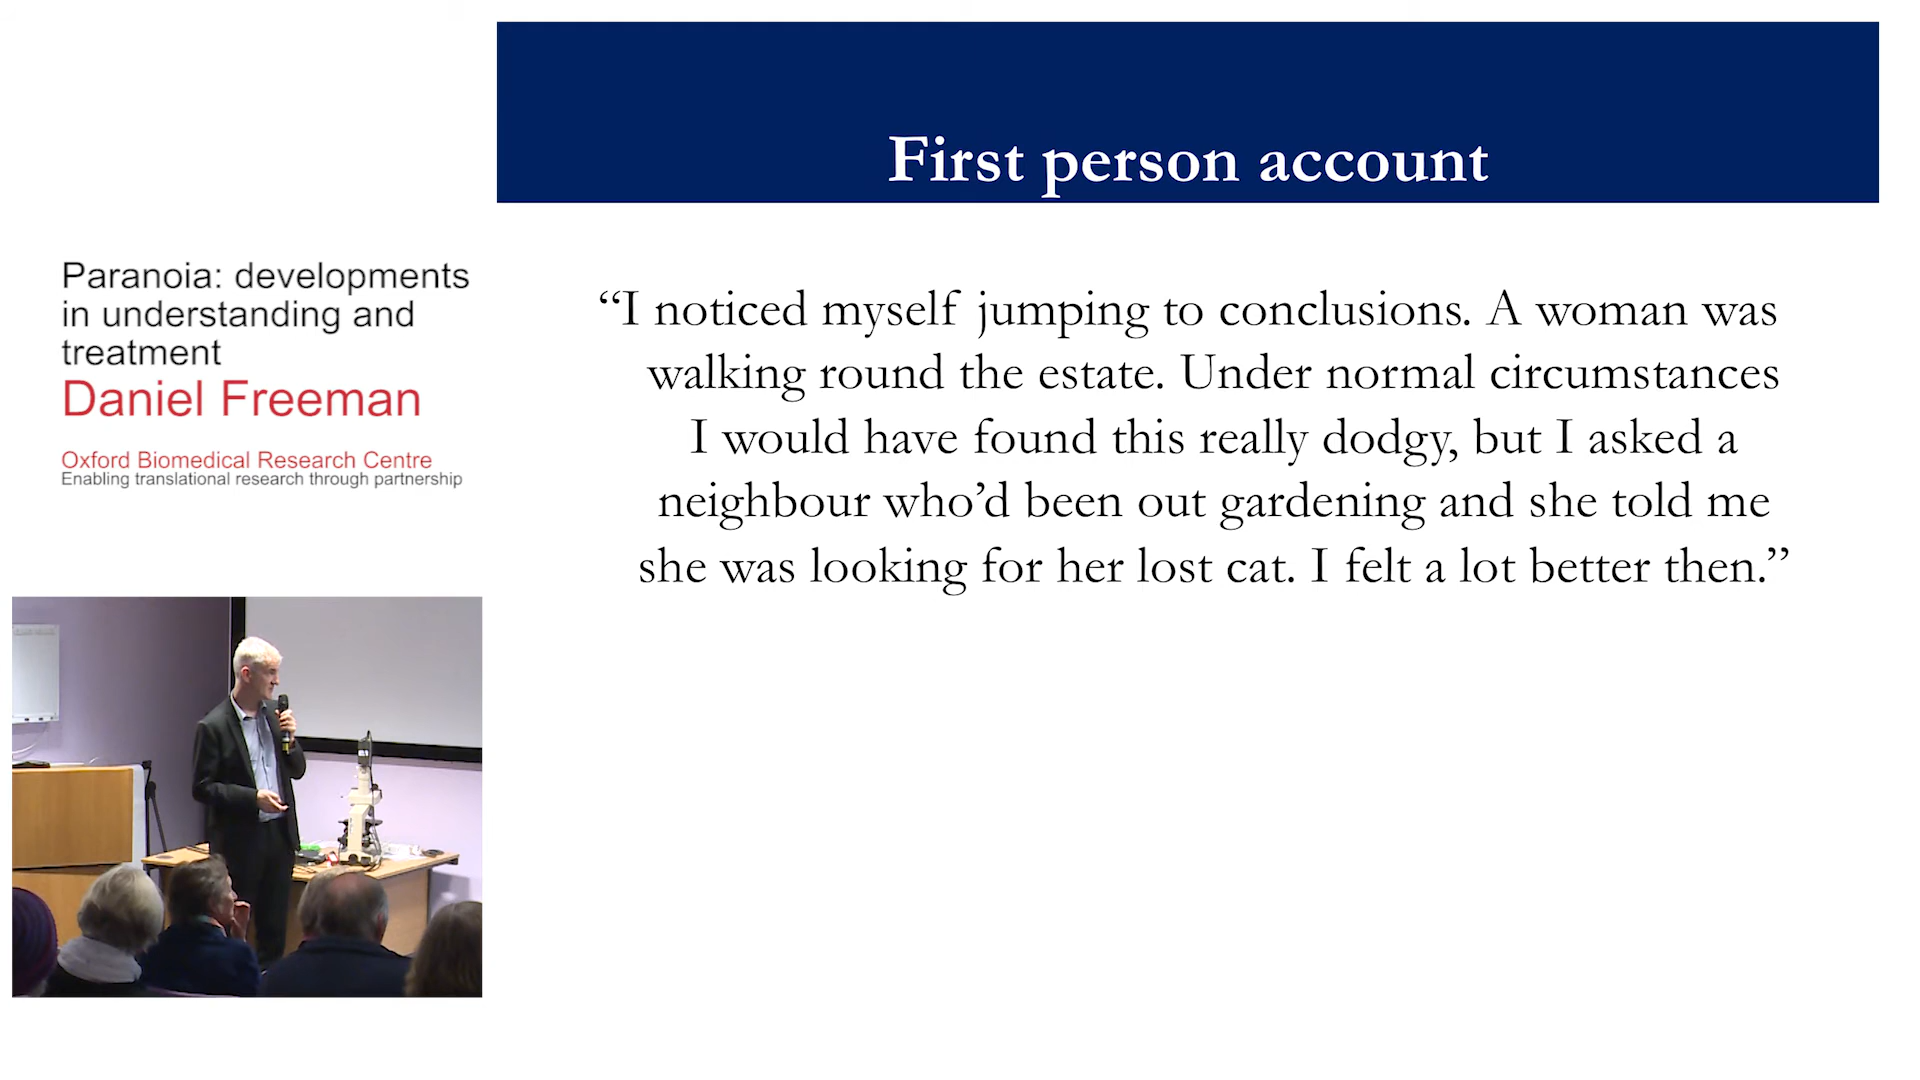 First person account
Paranoia: developments
in understanding and
treatment
Daniel Freeman
Oxford Biomedical Research Centre
Enabling translational research through partnership
“I noticed myself jumping to conclusions. A woman was
walking round the estate. Under normal circumstances
I would have found this really dodgy, but I asked a
neighbour who’d been out gardening and she told me
she was looking for her lost cat. I felt a lot better then.”